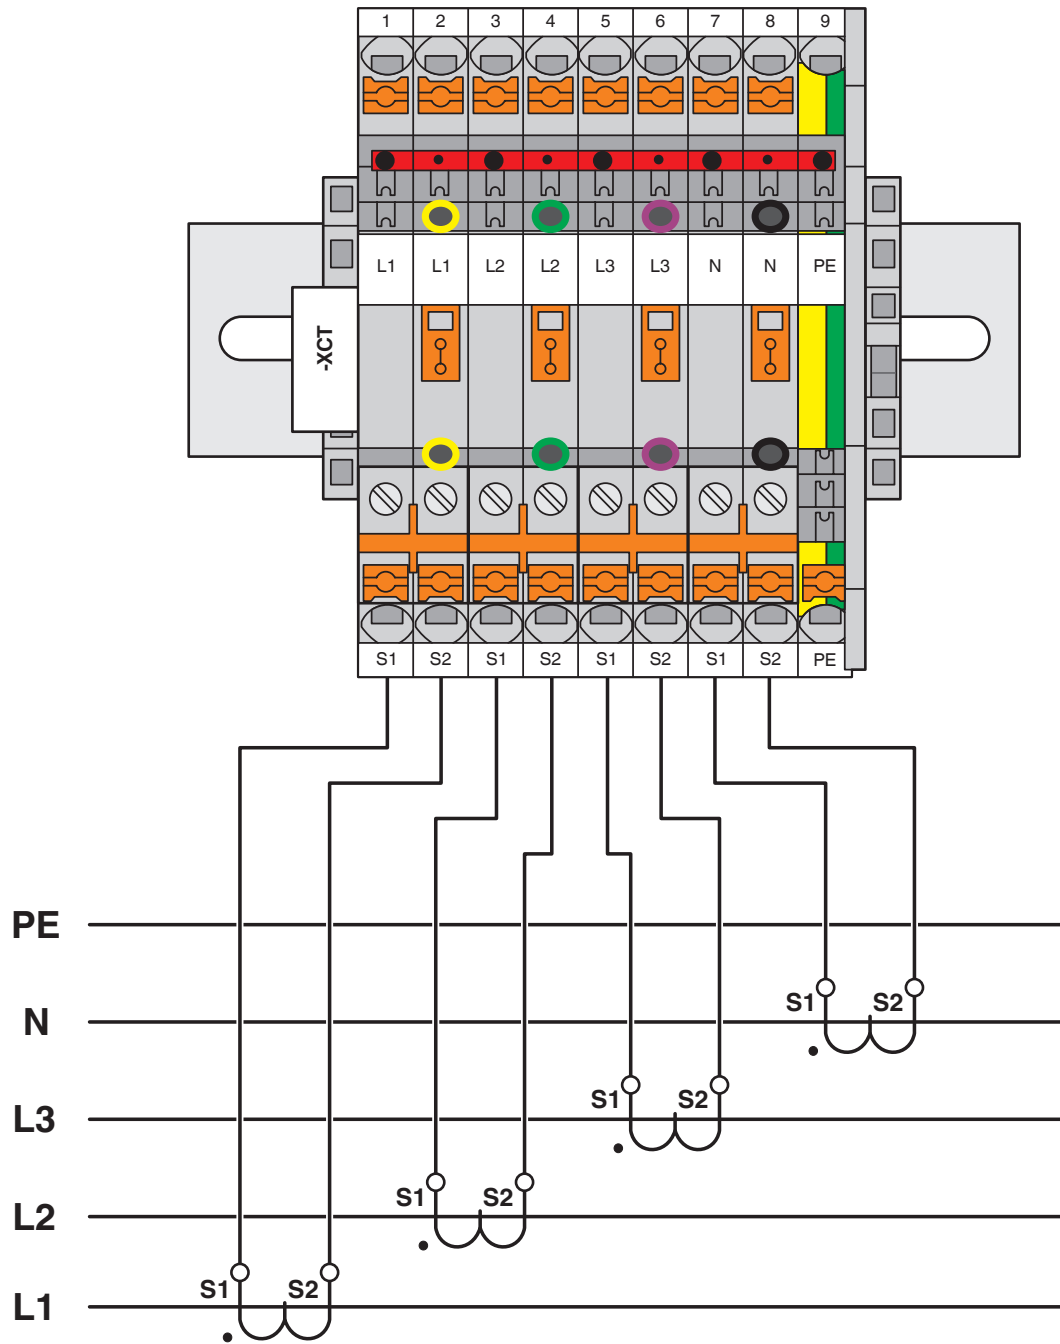 1 2 3 4 5 6 7 8 9
L1 L1 L2 L2 L3 L3 N N PE
-XCT
S1 S2 S1 S2 S1 S2 S1 S2 PE
PE
S1 S2
N
S1 S2
L3
S1 S2
L2
S1 S2
L1